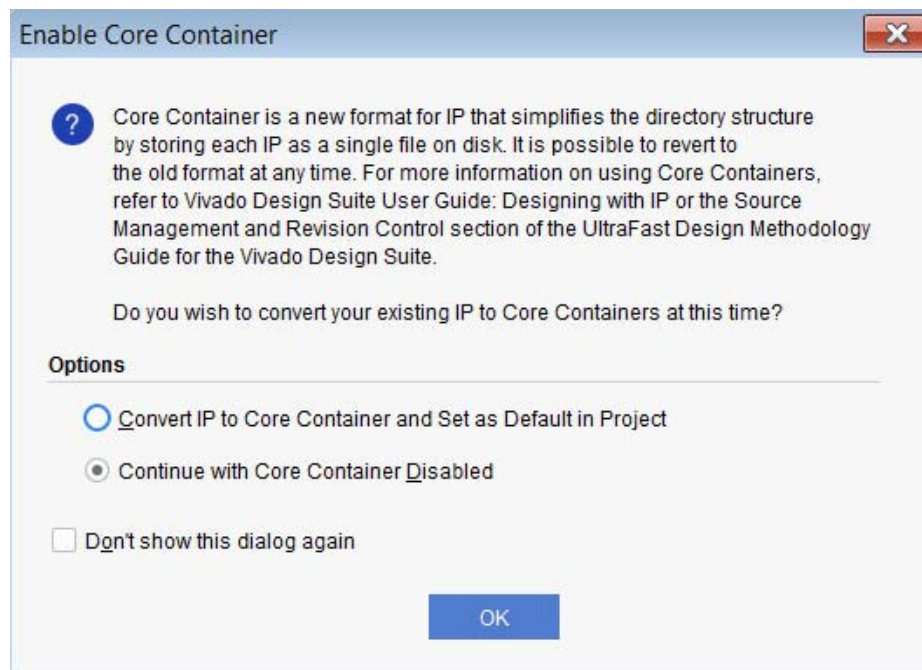 Enable Core Container
?
Core Container is a new format for IP that simplifies the directory structure
by storing each IP as a single file on disk. It is possible to revert to
the old format at any time. For more information on using Core Containers,
refer to Vivado Design Suite User Guide: Designing with IP or the Source
Management and Revision Control section of the UltraFast Design Methodology
Guide for the Vivado Design Suite.
Do you wish to convert your existing IP to Core Containers at this time?
Options
Convert IP to Core Container and Set as Default in Project
Continue with Core Container Disabled
Don't show this dialog again
OK